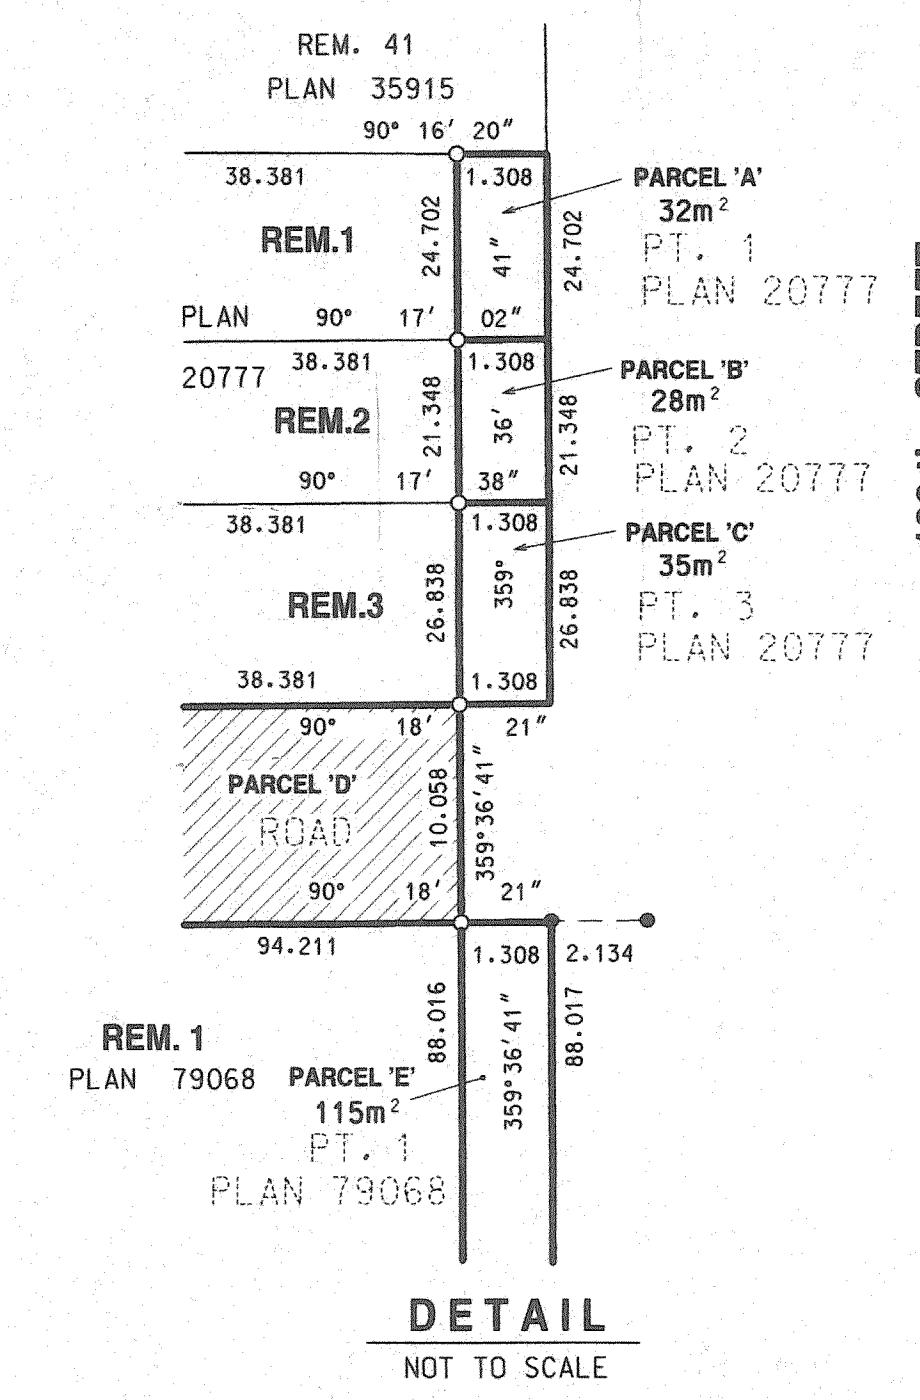 REM. 41
PLAN 35915
90° 16′ 20″
38.381
1.308
PARCEL 'A'
32m²
PT. 1
PLAN 20777
24.702
24.702
REM.1
41″
PLAN 90° 17′ 02″
20777
38.381
1.308
PARCEL 'B'
28m²
PT. 2
PLAN 20777
21.348
21.348
REM.2
36′
90° 17′ 38″
38.381
1.308
PARCEL 'C'
35m²
PT. 3
PLAN 20777
26.838
26.838
REM.3
359°
38.381
1.308
90° 18′ 21″
PARCEL 'D'
ROAD
10.058
359°36′41″
90° 18′ 21″
94.211
1.308
2.134
88.016
359°36′41″
88.017
REM. 1
PLAN 79068
PARCEL 'E'
115m²
PT. 1
PLAN 79068
DETAIL
NOT TO SCALE